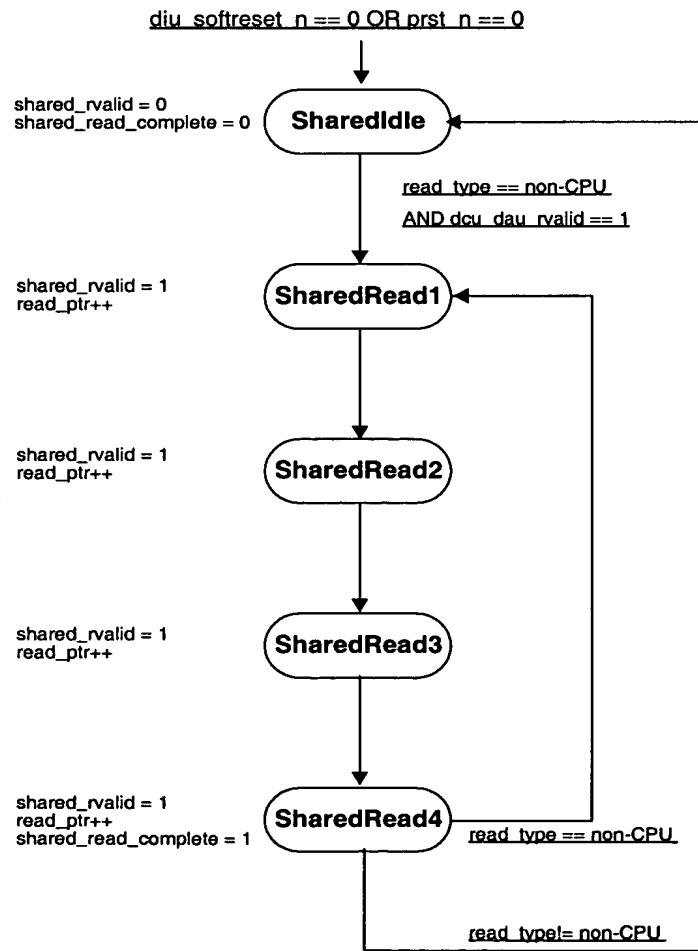 diu_softreset_n == 0 OR prst_n == 0
shared_rvalid = 0
shared_read_complete = 0
SharedIdle
read_type == non-CPU
AND dcu_dau_rvalid == 1
shared_rvalid = 1
read_ptr++
SharedRead1
shared_rvalid = 1
read_ptr++
SharedRead2
shared_rvalid = 1
read_ptr++
SharedRead3
shared_rvalid = 1
read_ptr++
shared_read_complete = 1
SharedRead4
read_type == non-CPU
read_type!= non-CPU